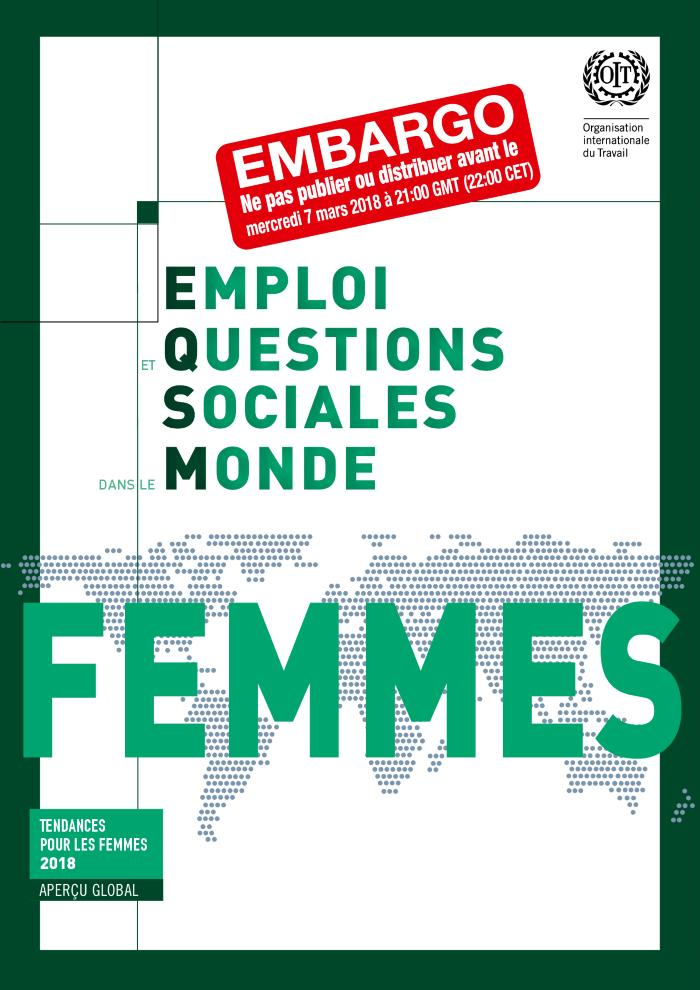 OIT
Organisation
internationale
du Travail
EMBARGO
Ne pas publier ou distribuer avant le
mercredi 7 mars 2018 à 21:00 GMT (22:00 CET)
EMPLOI
ET QUESTIONS
SOCIALES
DANS LE MONDE
FEMMES
TENDANCES
POUR LES FEMMES
2018
APERÇU GLOBAL